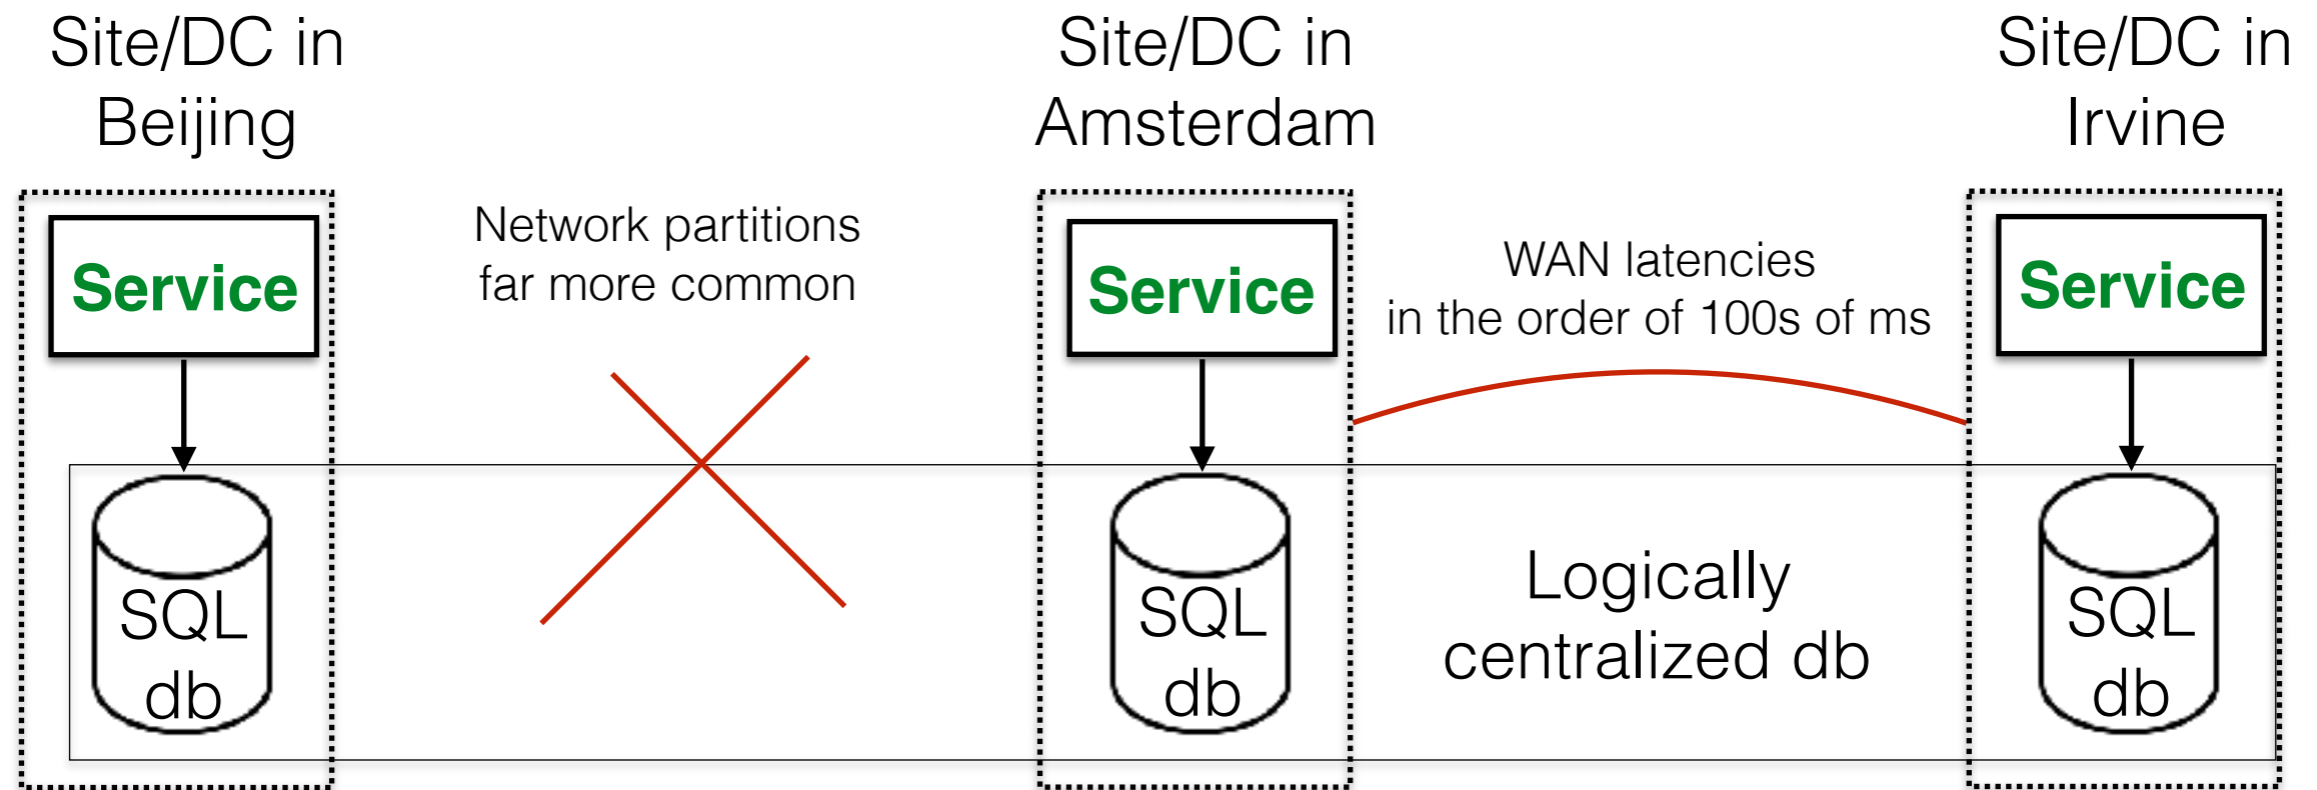 Site/DC in
Beijing
Site/DC in
Amsterdam
Site/DC in
Irvine
Network partitions
far more common
WAN latencies
in the order of 100s of ms
Service
Service
Service
SQL
db
SQL
db
Logically
centralized db
SQL
db